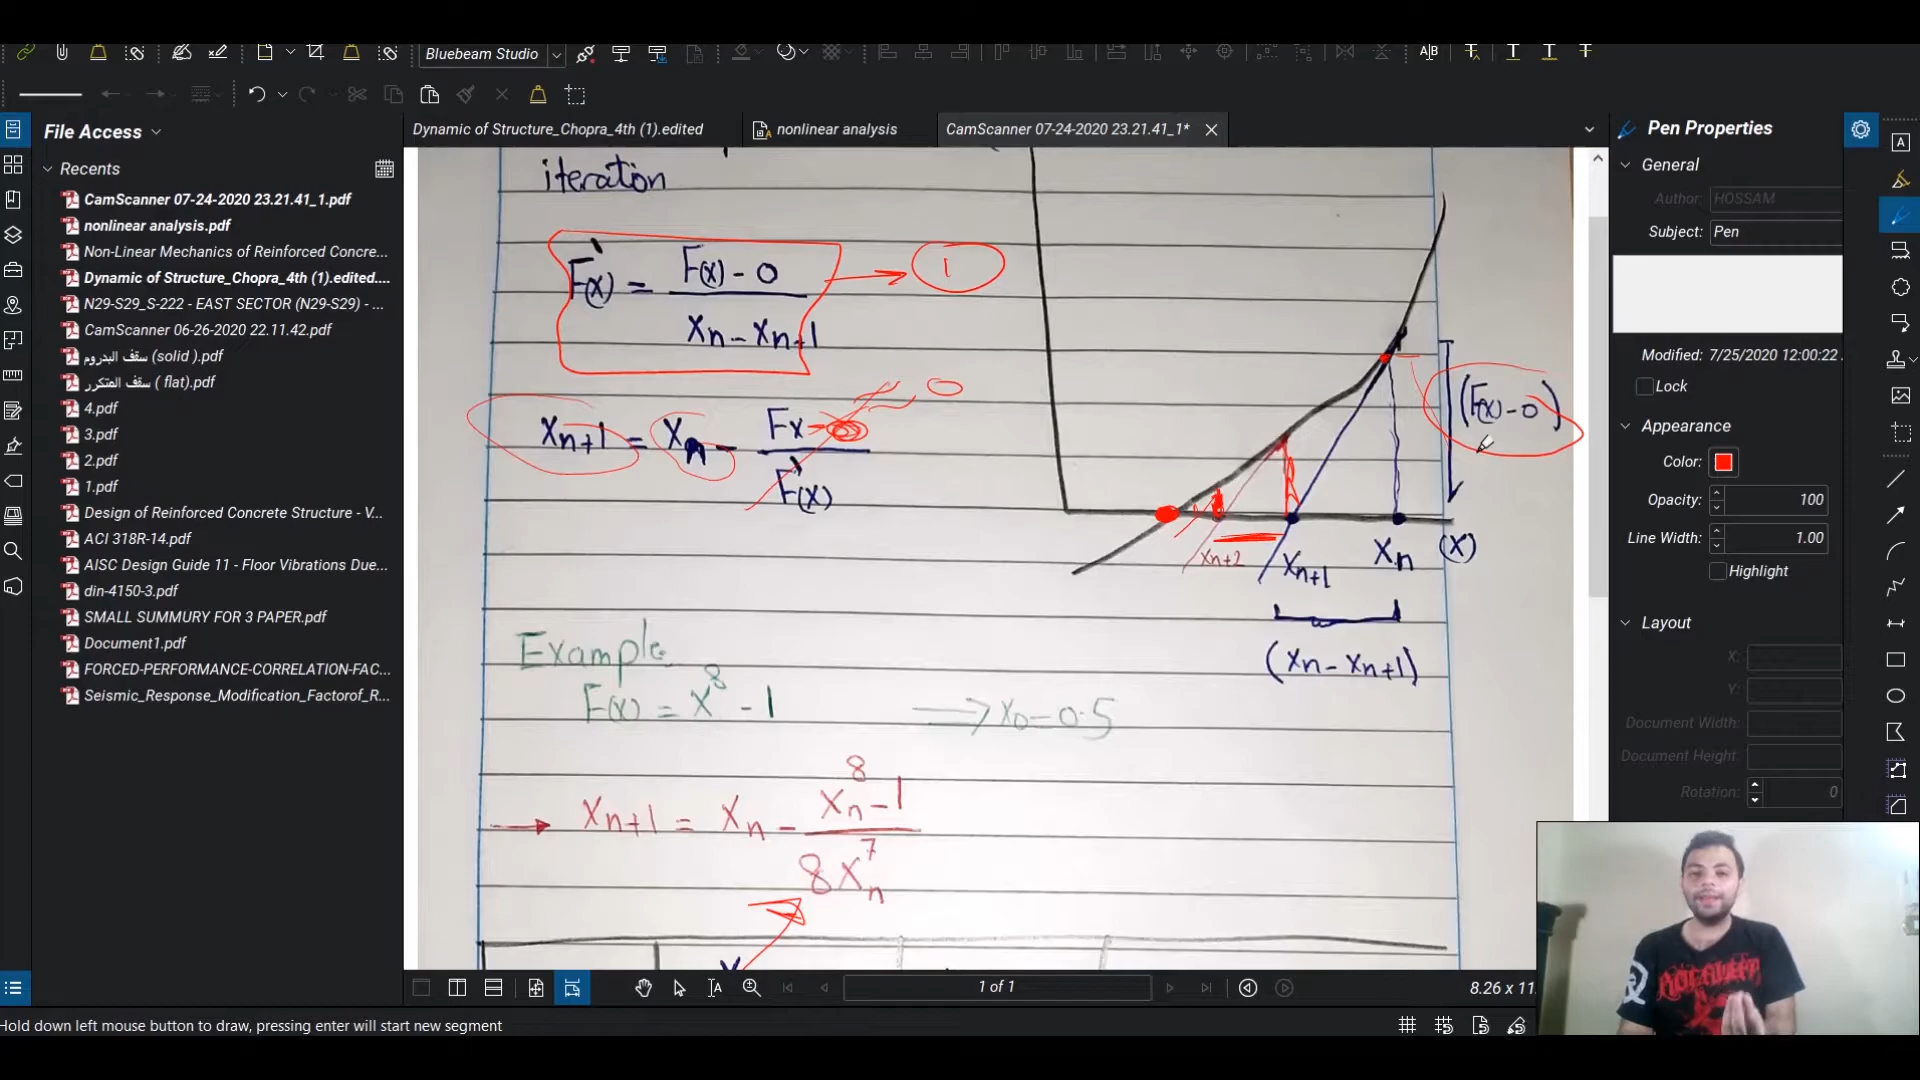 Bluebeam Studio
File Access
Recents
CamScanner 07-24-2020 23.21.41_1.pdf
nonlinear analysis.pdf
Non-Linear Mechanics of Reinforced Concre...
Dynamic of Structure_Chopra_4th (1).edited....
N29-S29_S-222 - EAST SECTOR (N29-S29) - ...
CamScanner 06-26-2020 22.11.42.pdf
سقف البدروم (solid ).pdf
سقف المتكرر ( flat).pdf
4.pdf
3.pdf
2.pdf
1.pdf
Design of Reinforced Concrete Structure - V...
ACI 318R-14.pdf
AISC Design Guide 11 - Floor Vibrations Due...
din-4150-3.pdf
SMALL SUMMURY FOR 3 PAPER.pdf
Document1.pdf
FORCED-PERFORMANCE-CORRELATION-FAC...
Seismic_Response_Modification_Factorof_R...
Dynamic of Structure_Chopra_4th (1).edited
nonlinear analysis
CamScanner 07-24-2020 23.21.41_1*
iteration
F'(x) = F(x) - 0 / Xn - Xn+1
1
Xn+1 = Xn - Fx / F'(x)
0
(F(x) - 0)
Xn+2
Xn+1
Xn
(X)
(Xn - Xn+1)
Example
F(x) = X^8 - 1
X0 = 0.5
Xn+1 = Xn - Xn^8 - 1 / 8Xn^7
Pen Properties
General
Author: HOSSAM
Subject: Pen
Modified: 7/25/2020 12:00:22
Lock
Appearance
Color:
Opacity: 100
Line Width: 1.00
Highlight
Layout
X:
Y:
Document Width:
Document Height:
Rotation: 0
1 of 1
8.26 x 11
Hold down left mouse button to draw, pressing enter will start new segment